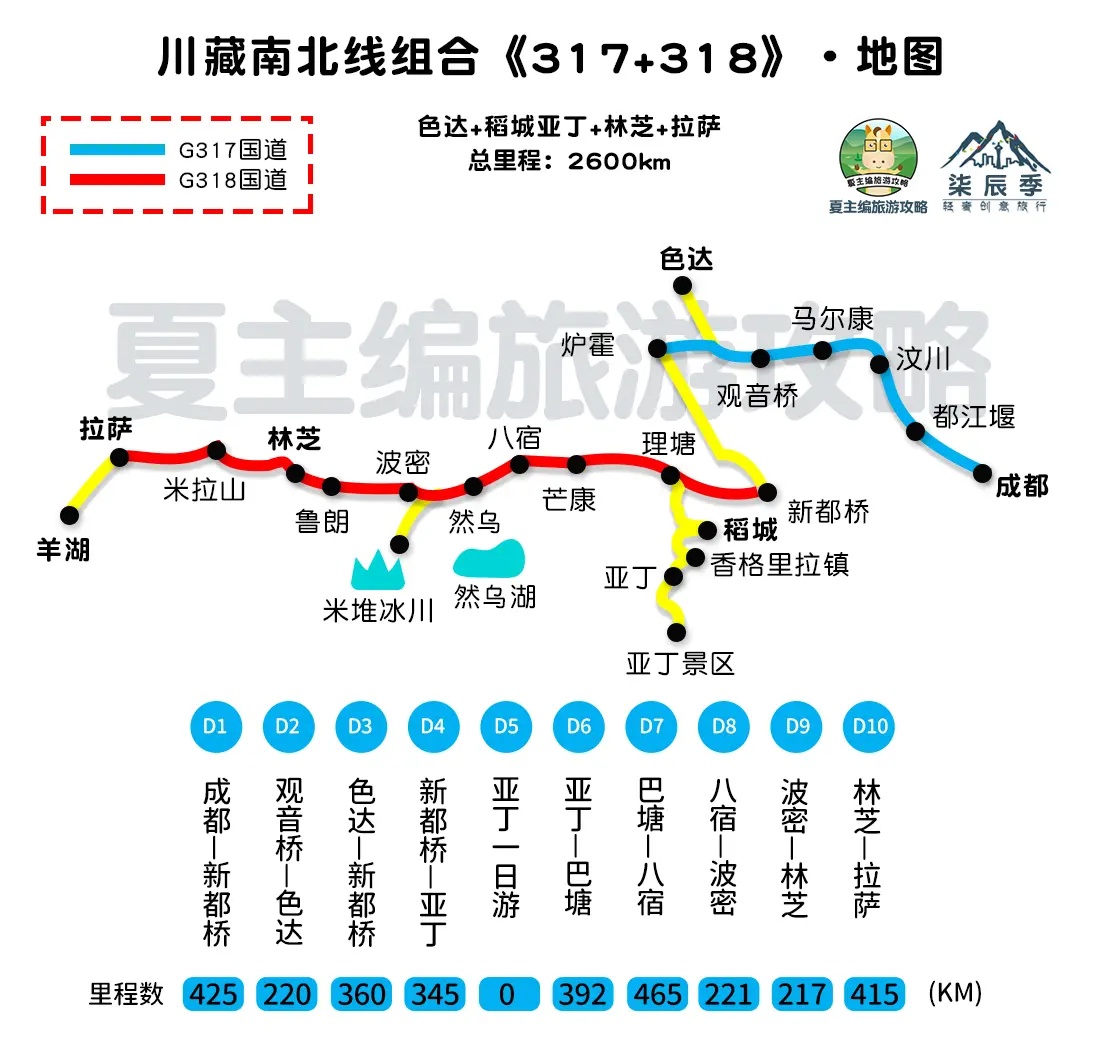 川藏南北线组合《317+318》·地图
G317国道
G318国道
色达+稻城亚丁+林芝+拉萨
总里程：2600km
夏主编旅游攻略
夏主编旅游攻略
柒辰季
轻奢创意旅行
夏主编旅游攻略
色达
炉霍
马尔康
观音桥
汶川
都江堰
成都
拉萨
米拉山
林芝
鲁朗
波密
八宿
然乌
芒康
理塘
新都桥
羊湖
稻城
香格里拉镇
亚丁
米堆冰川
然乌湖
亚丁景区
D1 D2 D3 D4 D5 D6 D7 D8 D9 D10
成都—新都桥
观音桥—色达
色达—新都桥
新都桥—亚丁
亚丁一日游
亚丁—巴塘
巴塘—八宿
八宿—波密
波密—林芝
林芝—拉萨
里程数 425 220 360 345 0 392 465 221 217 415 (KM)